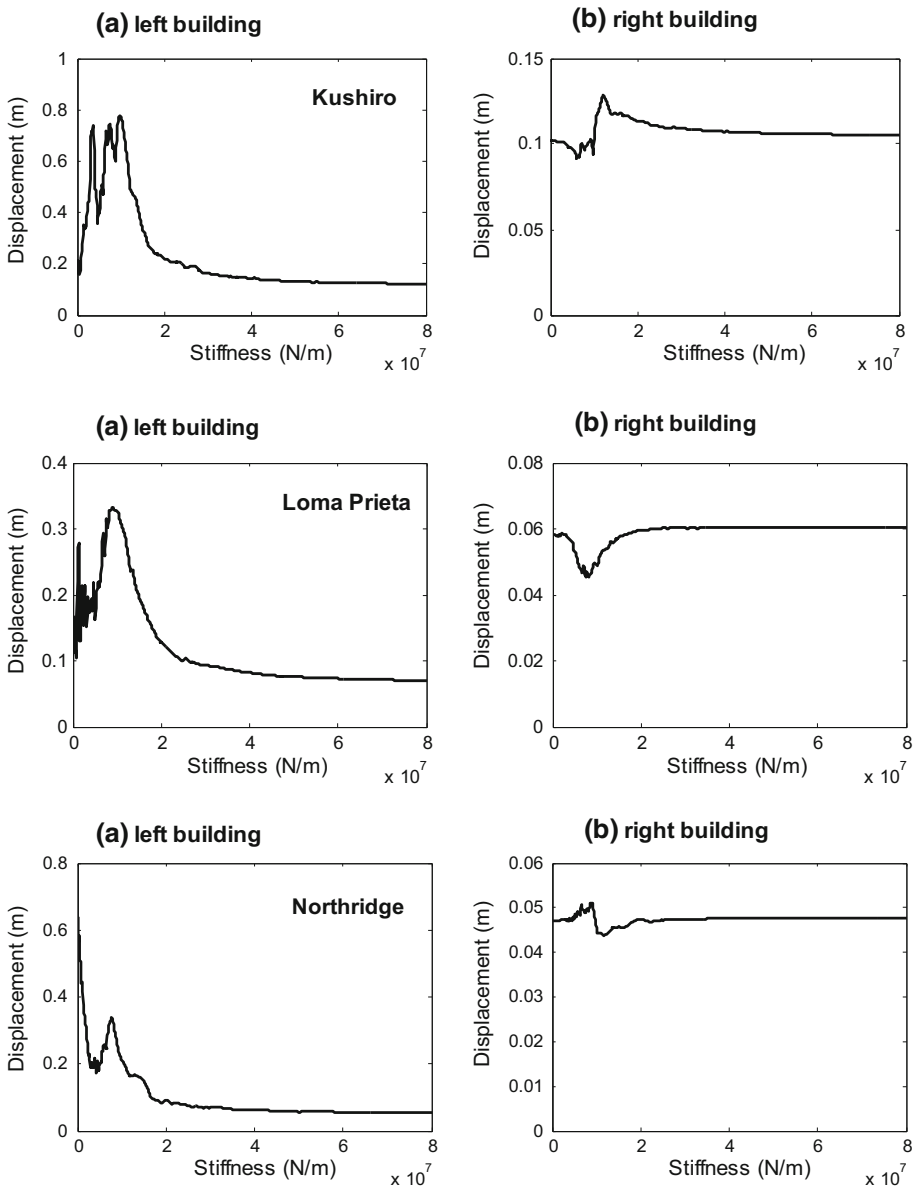 (a) left building
Displacement (m)
1
0.8
0.6
0.4
0.2
0
Kushiro
0 2 4 6 8
Stiffness (N/m)
x 10^7
(b) right building
Displacement (m)
0.15
0.1
0.05
0
0 2 4 6 8
Stiffness (N/m)
x 10^7
(a) left building
Displacement (m)
0.4
0.3
0.2
0.1
0
Loma Prieta
0 2 4 6 8
Stiffness (N/m)
x 10^7
(b) right building
Displacement (m)
0.08
0.06
0.04
0.02
0
0 2 4 6 8
Stiffness (N/m)
x 10^7
(a) left building
Displacement (m)
0.8
0.6
0.4
0.2
0
Northridge
0 2 4 6 8
Stiffness (N/m)
x 10^7
(b) right building
Displacement (m)
0.06
0.05
0.04
0.03
0.02
0.01
0
0 2 4 6 8
Stiffness (N/m)
x 10^7